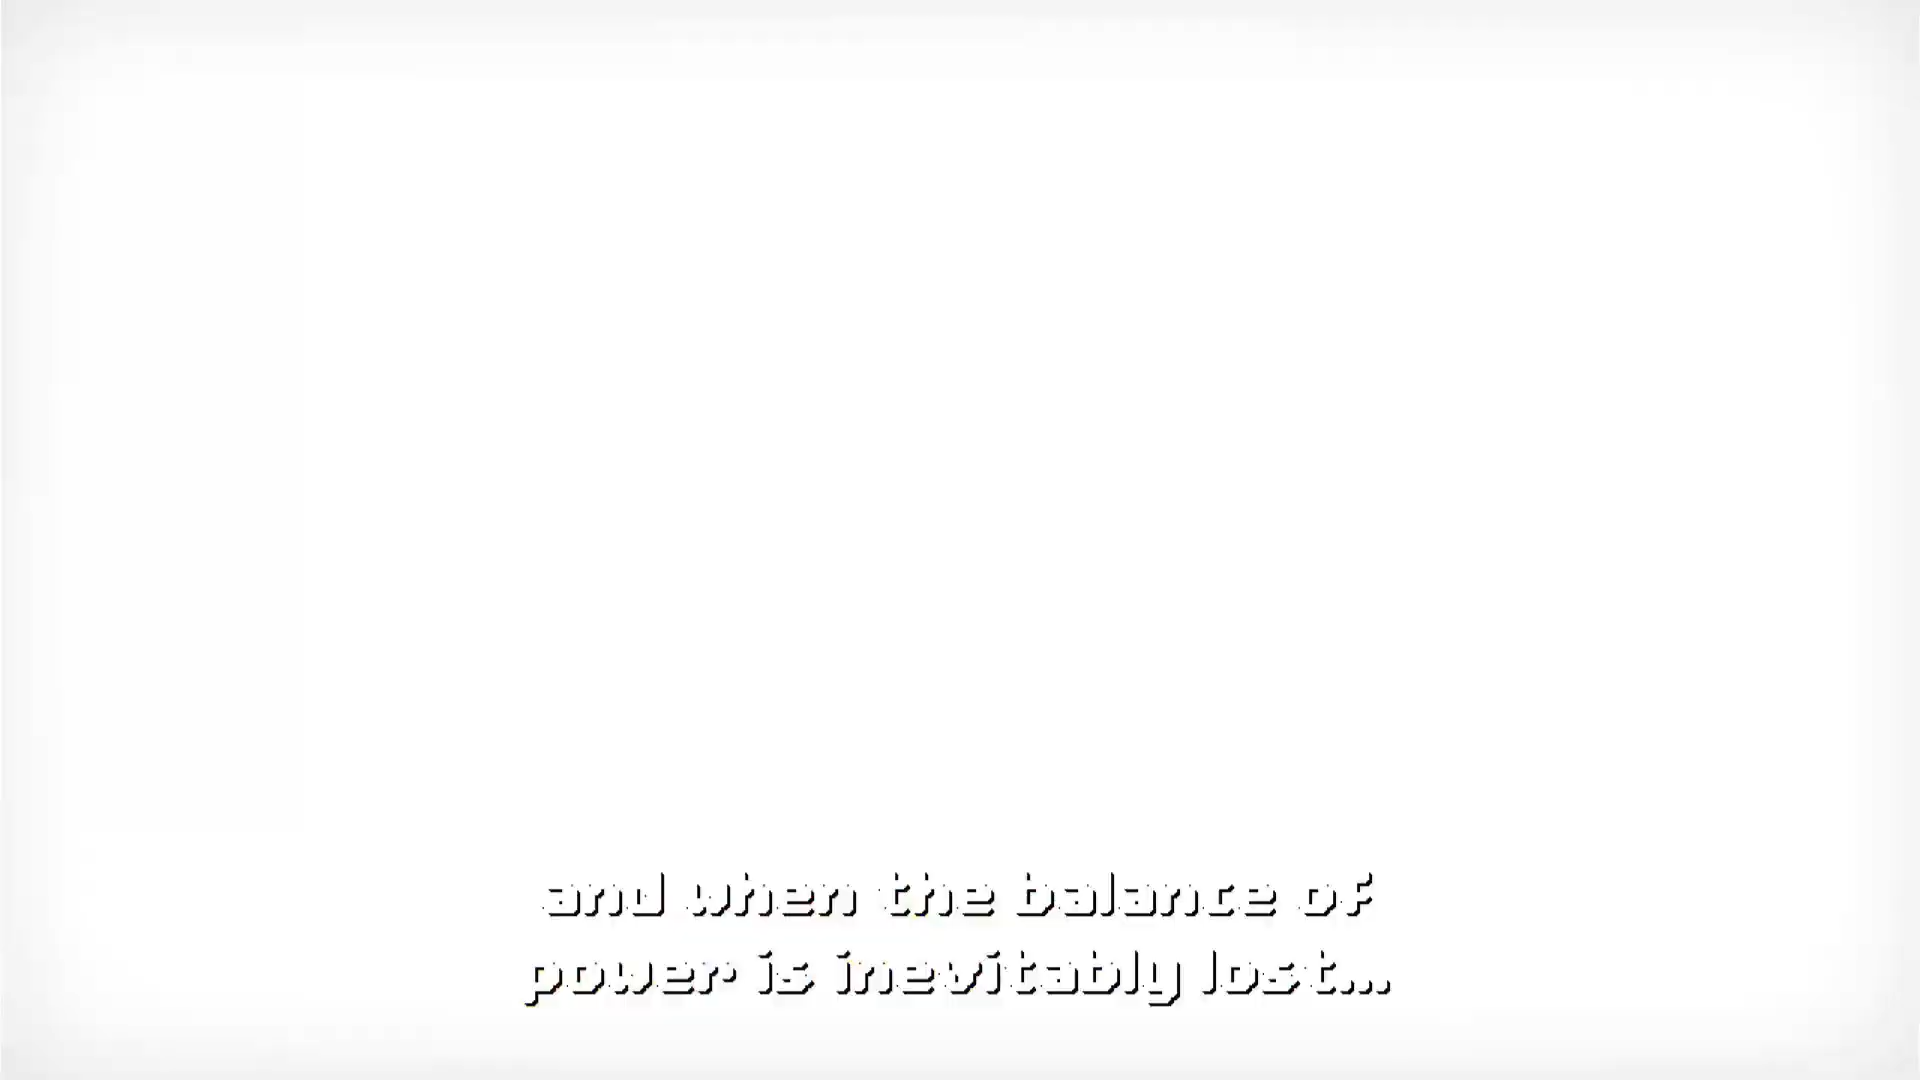 and when the balance of
power is inevitably lost...